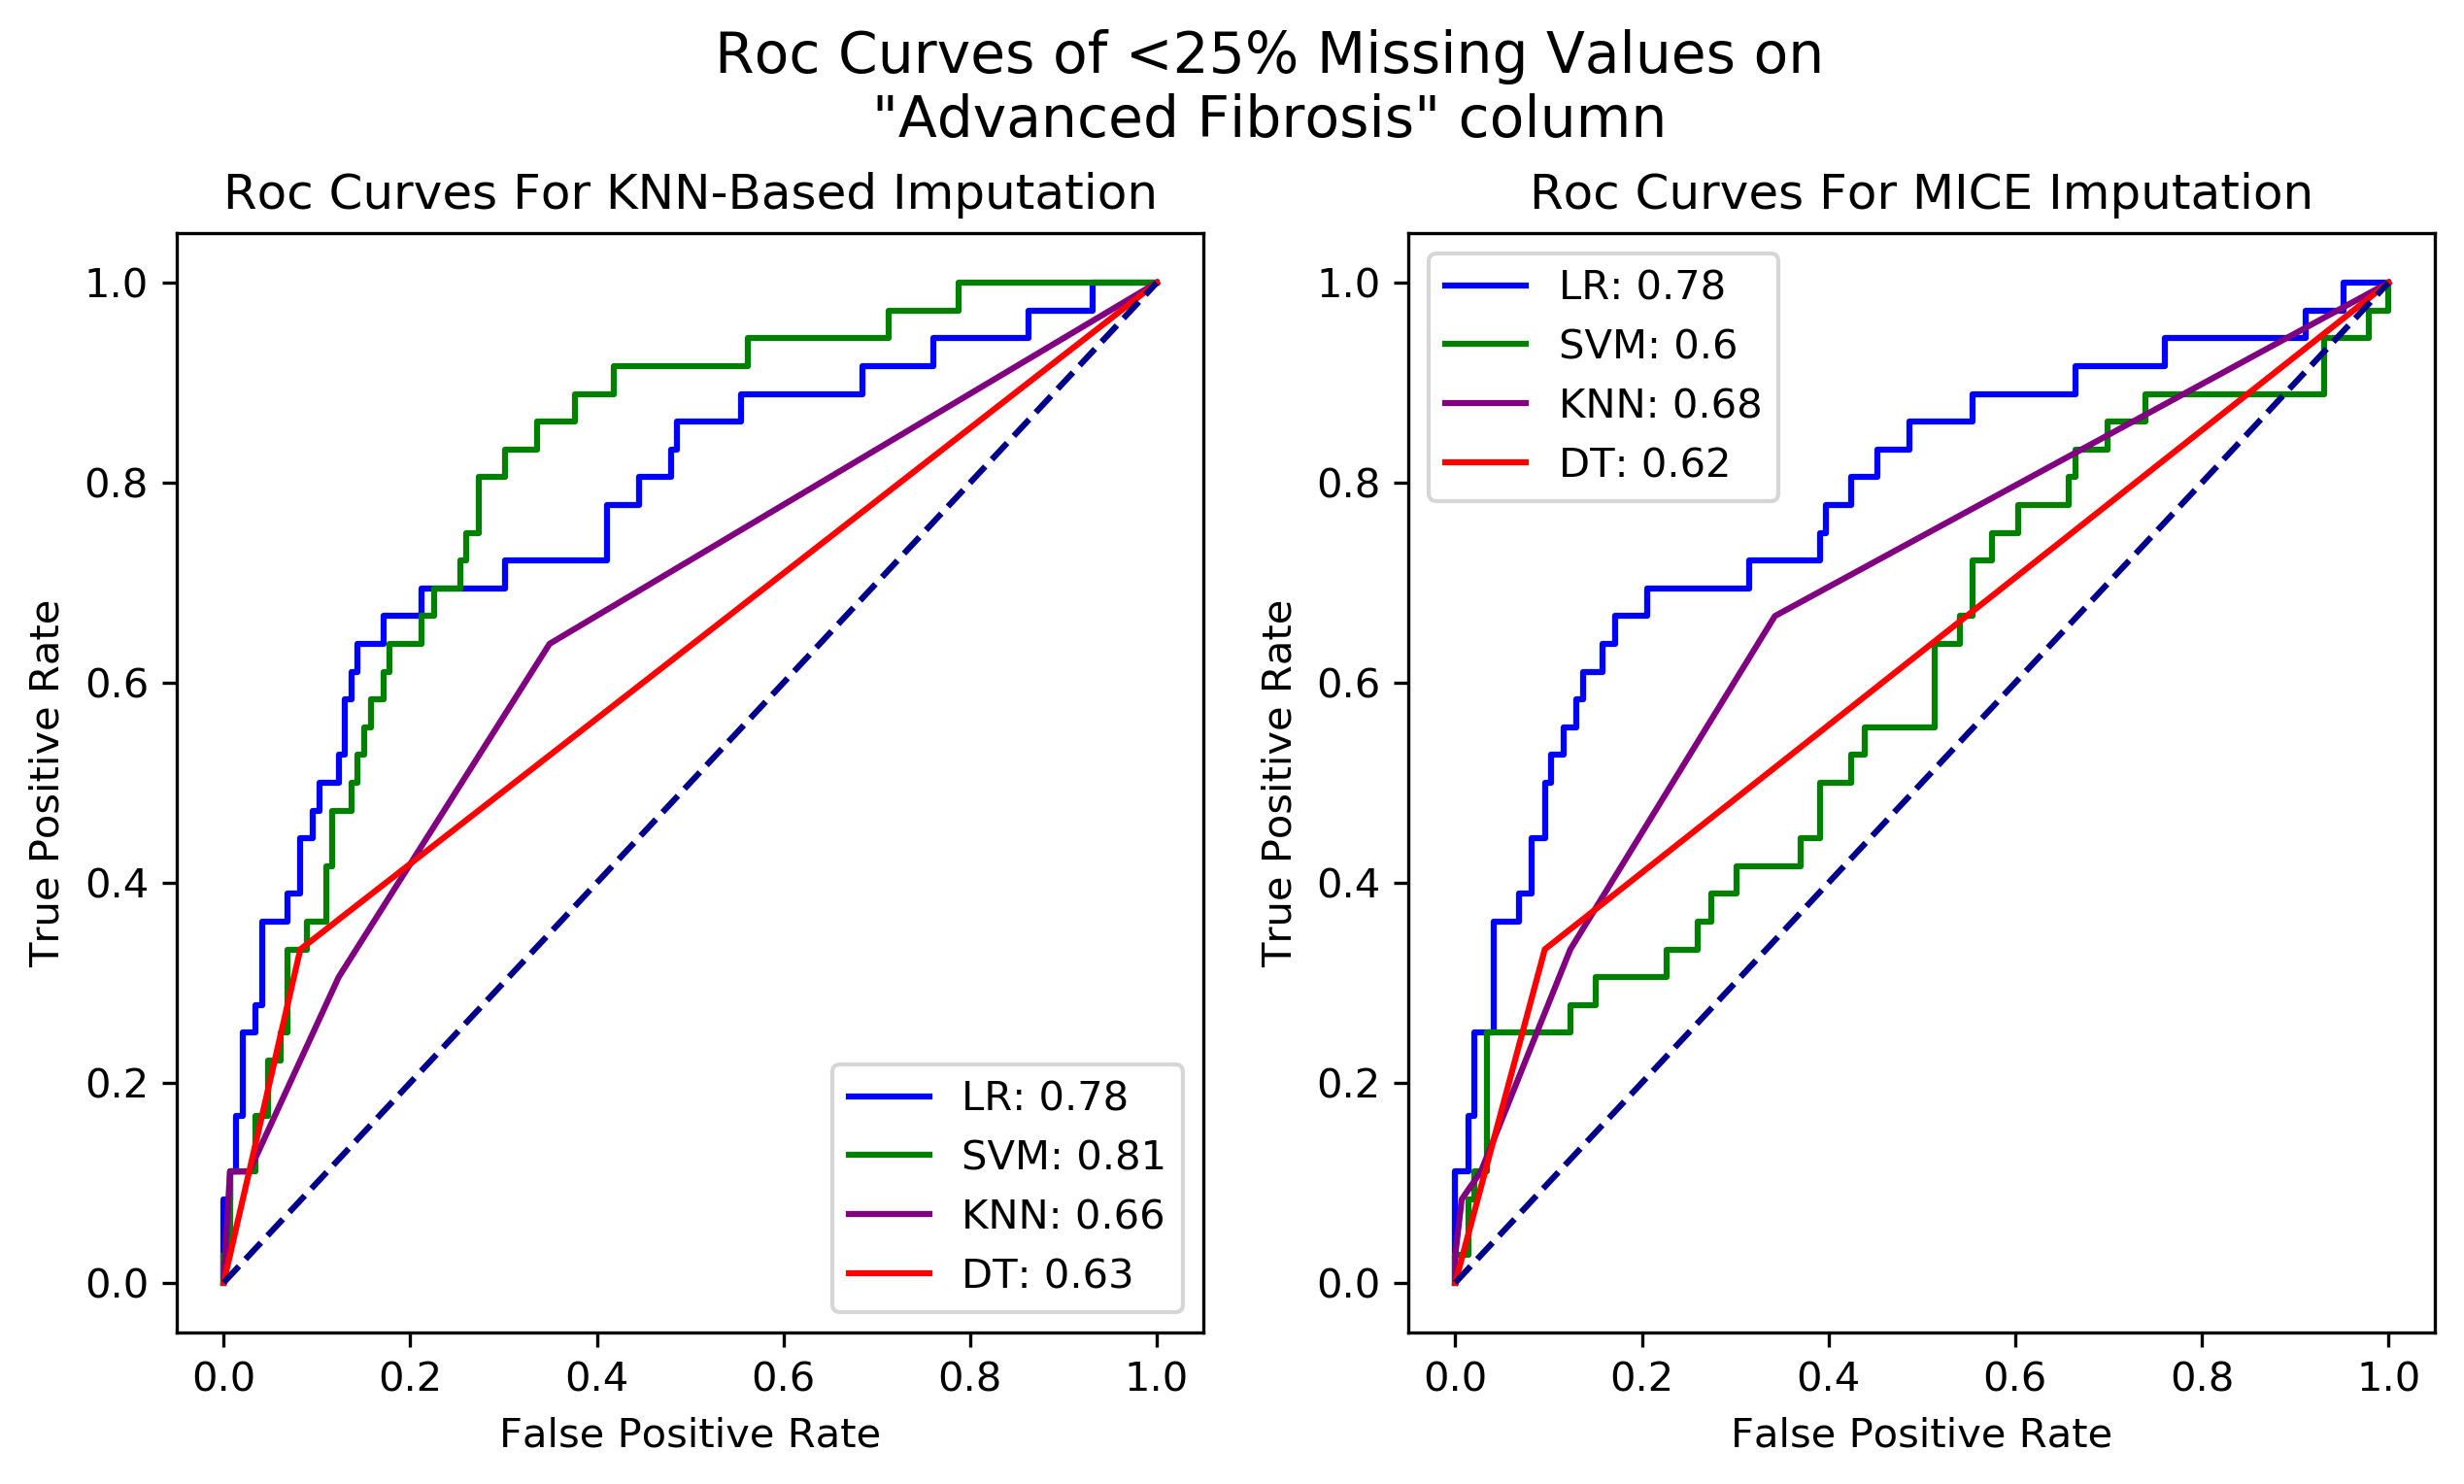 Roc Curves of <25% Missing Values on
"Advanced Fibrosis" column
Roc Curves For KNN-Based Imputation
True Positive Rate
1.0
0.8
0.6
0.4
0.2
0.0
LR: 0.78
SVM: 0.81
KNN: 0.66
DT: 0.63
0.0 0.2 0.4 0.6 0.8 1.0
False Positive Rate
Roc Curves For MICE Imputation
True Positive Rate
1.0
0.8
0.6
0.4
0.2
0.0
LR: 0.78
SVM: 0.6
KNN: 0.68
DT: 0.62
0.0 0.2 0.4 0.6 0.8 1.0
False Positive Rate